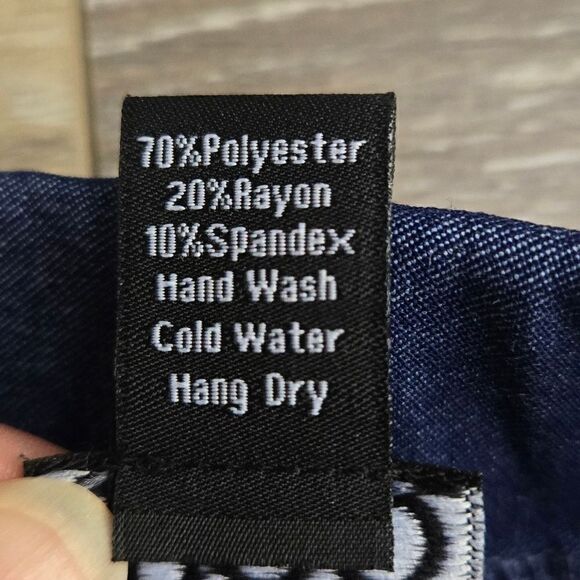 70%Polyester
20%Rayon
10%Spandex
Hand Wash
Cold Water
Hang Dry